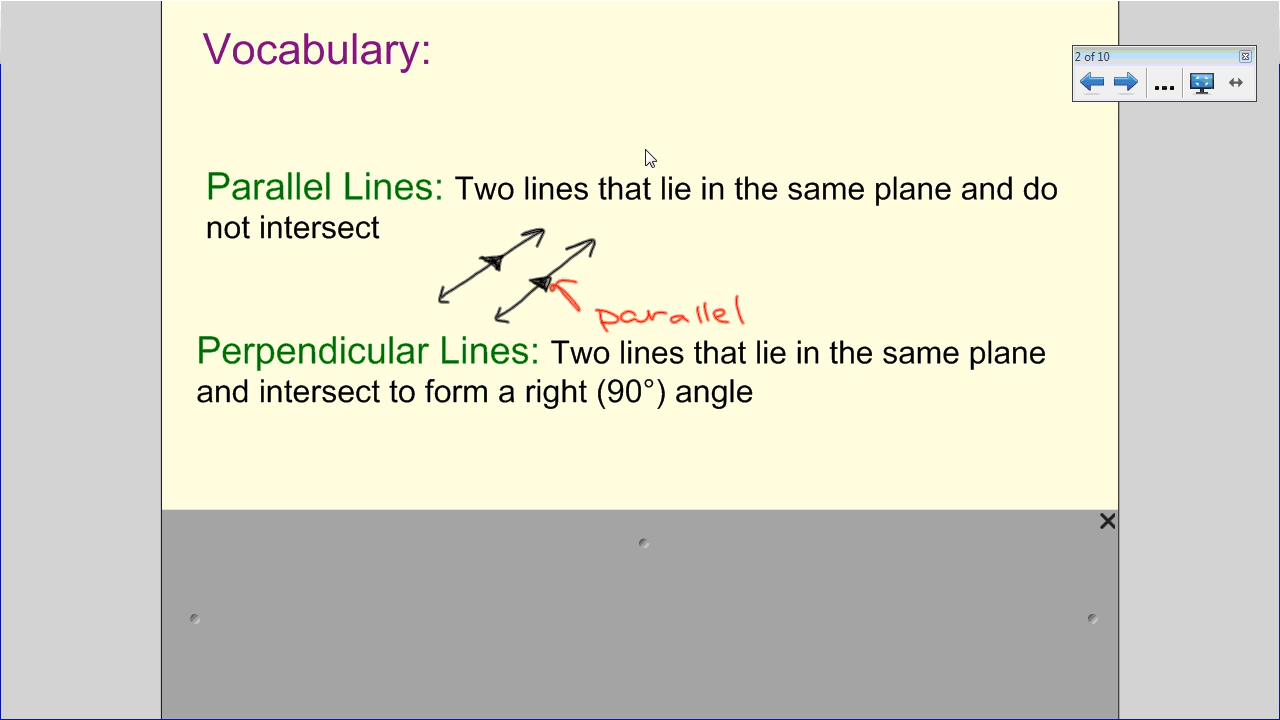 Vocabulary:
2 of 10
Parallel Lines: Two lines that lie in the same plane and do
not intersect
parallel
Perpendicular Lines: Two lines that lie in the same plane
and intersect to form a right (90°) angle